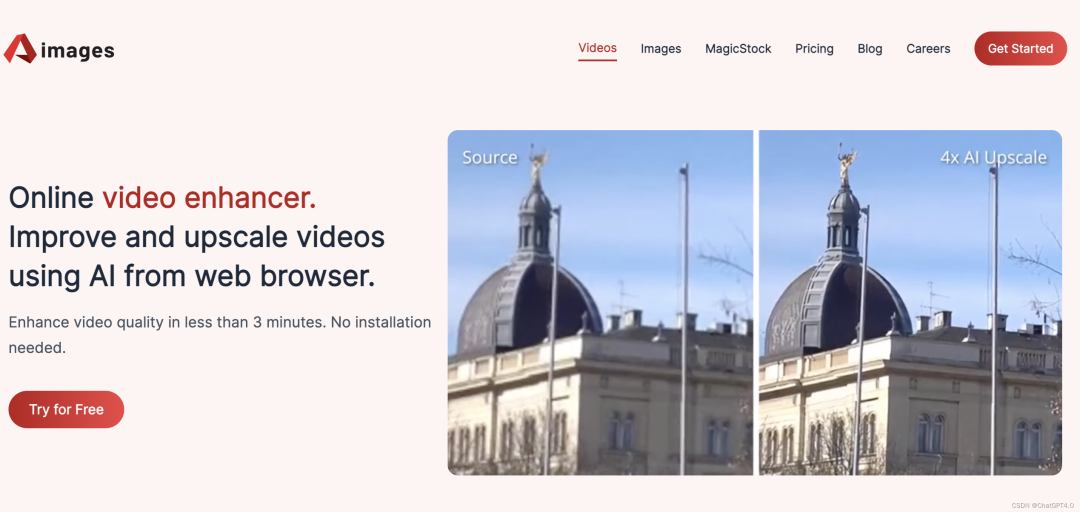 images
Videos
Images
MagicStock
Pricing
Blog
Careers
Get Started
Online video enhancer.
Improve and upscale videos
using AI from web browser.
Enhance video quality in less than 3 minutes. No installation
needed.
Try for Free
Source
4x AI Upscale
CSDN @ChatGPT4.0